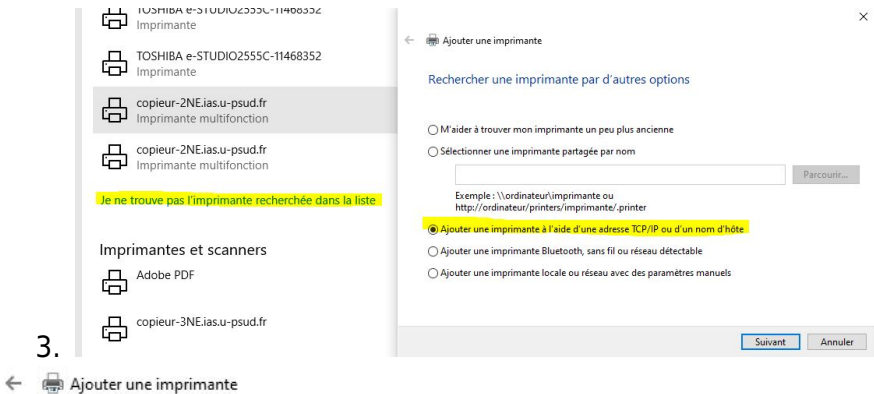 TOSHIBA e-STUDIO2555C-11468352
Imprimante
TOSHIBA e-STUDIO2555C-11468352
Imprimante
copieur-2NE.ias.u-psud.fr
Imprimante multifonction
copieur-2NE.ias.u-psud.fr
Imprimante multifonction
Je ne trouve pas l'imprimante recherchée dans la liste
Imprimantes et scanners
Adobe PDF
copieur-3NE.ias.u-psud.fr
Ajouter une imprimante
Rechercher une imprimante par d'autres options
M'aider à trouver mon imprimante un peu plus ancienne
Sélectionner une imprimante partagée par nom
Parcourir...
Exemple : \\ordinateur\imprimante ou
http://ordinateur/printers/imprimante/.printer
Ajouter une imprimante à l'aide d'une adresse TCP/IP ou d'un nom d'hôte
Ajouter une imprimante Bluetooth, sans fil ou réseau détectable
Ajouter une imprimante locale ou réseau avec des paramètres manuels
Suivant Annuler
3.
Ajouter une imprimante